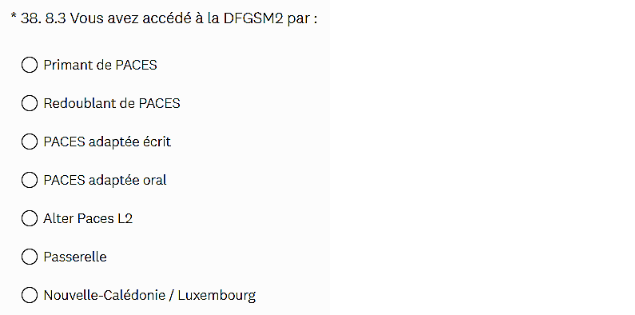 * 38. 8.3 Vous avez accédé à la DFGSM2 par :
Primant de PACES
Redoublant de PACES
PACES adaptée écrit
PACES adaptée oral
Alter Paces L2
Passerelle
Nouvelle-Calédonie / Luxembourg